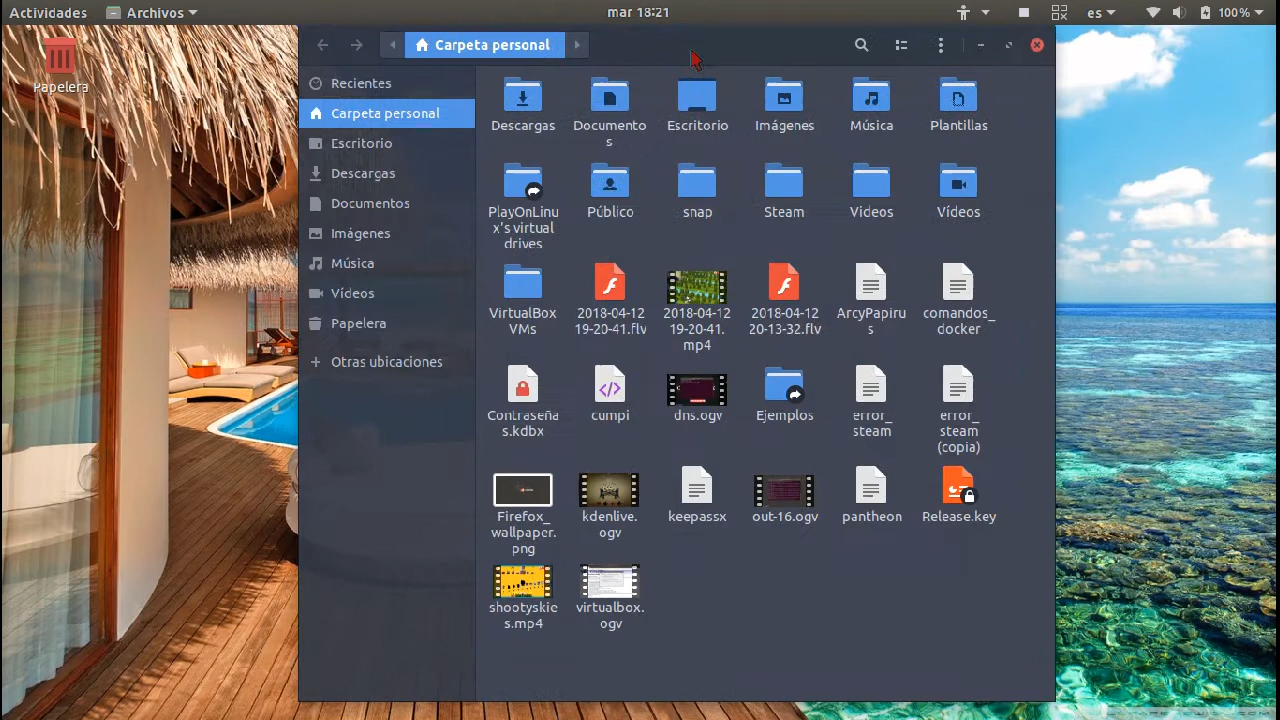 Actividades
Archivos
mar 18:21
es
100%
Papelera
Carpeta personal
Recientes
Carpeta personal
Escritorio
Descargas
Documentos
Imágenes
Música
Vídeos
Papelera
Otras ubicaciones
Descargas
Documento
s
Escritorio
Imágenes
Música
Plantillas
PlayOnLinu
x's virtual
drives
Público
snap
Steam
Videos
Vídeos
VirtualBox
VMs
2018-04-12
19-20-41.flv
2018-04-12
19-20-41.
mp4
2018-04-12
20-13-32.flv
ArcyPapiru
s
comandos_
docker
Contraseña
s.kdbx
cumpi
dns.ogv
Ejemplos
error_
steam
error_
steam
(copia)
Firefox_
wallpaper.
png
kdenlive.
ogv
keepassx
out-16.ogv
pantheon
Release.key
shootyskie
s.mp4
virtualbox.
ogv